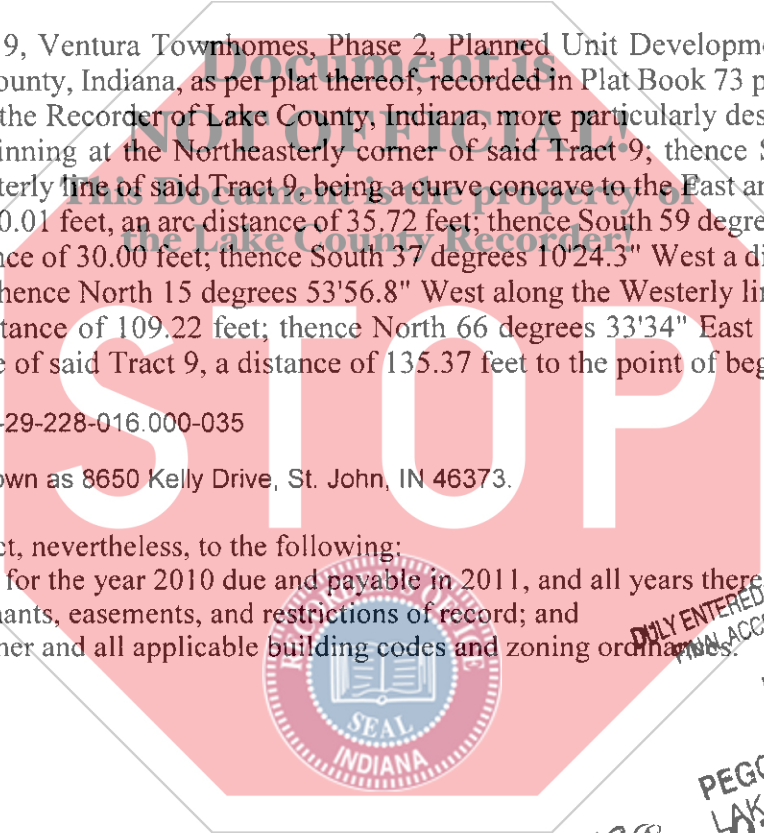 9, Ventura Townhomes, Phase 2, Planned Unit Developm
ounty, Indiana, as per plat thereof, recorded in Plat Book 73 p
the Recorder of Lake County, Indiana, more particularly des
inning at the Northeasterly corner of said Tract 9; thence S
terly line of said Tract 9, being a curve concave to the East an
0.01 feet, an arc distance of 35.72 feet; thence South 59 degre
nce of 30.00 feet; thence South 37 degrees 10'24.3" West a di
hence North 15 degrees 53'56.8" West along the Westerly lin
tance of 109.22 feet; thence North 66 degrees 33'34" East
e of said Tract 9, a distance of 135.37 feet to the point of beg
-29-228-016.000-035
own as 8650 Kelly Drive, St. John, IN 46373.
ct, nevertheless, to the following:
for the year 2010 due and payable in 2011, and all years there
nants, easements, and restrictions of record; and
her and all applicable building codes and zoning ordinances.
Document is
NOT OFFICIAL!
This Document is the property of
the Lake County Recorder!
STOP
RECORDER'S OFFICE
SEAL
INDIANA
DULY ENTERED
FINAL ACC
PEGG
LAK